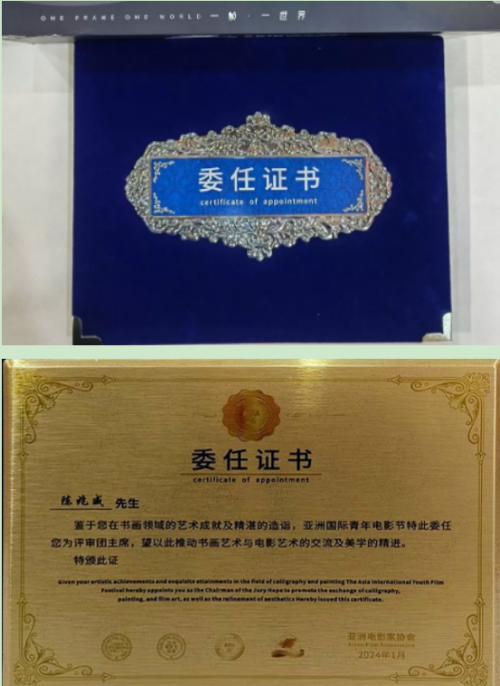 ONE FRAME ONE WORLD 一帧·一世界
委任证书
certificate of appointment
委任证书
certificate of appointment
陈兆威 先生
鉴于您在书画领域的艺术成就及精湛的造诣，亚洲国际青年电影节特此委任
您为评审团主席，望以此推动书画艺术与电影艺术的交流及美学的精进。
特颁此证
Given your artistic achievements and exquisite attainments in the field of calligraphy and painting The Asia International Youth Film
Festival hereby appoints you as the Chairman of the Jury Hope to promote the exchange of calligraphy,
painting, and film art, as well as the refinement of aesthetics Hereby issued this certificate.
亚洲电影家协会
2024年1月